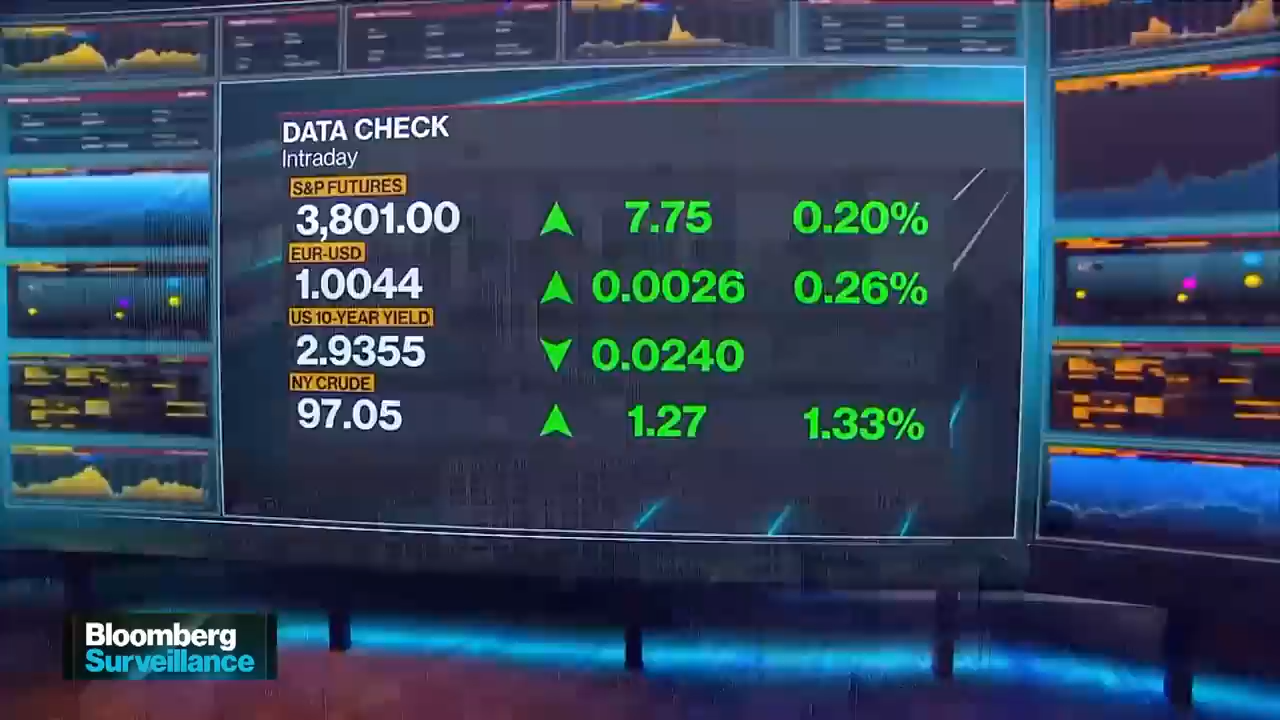 DATA CHECK
Intraday
S&P FUTURES
3,801.00 ▲ 7.75 0.20%
EUR-USD
1.0044 ▲ 0.0026 0.26%
US 10-YEAR YIELD
2.9355 ▼ 0.0240
NY CRUDE
97.05 ▲ 1.27 1.33%
Bloomberg
Surveillance